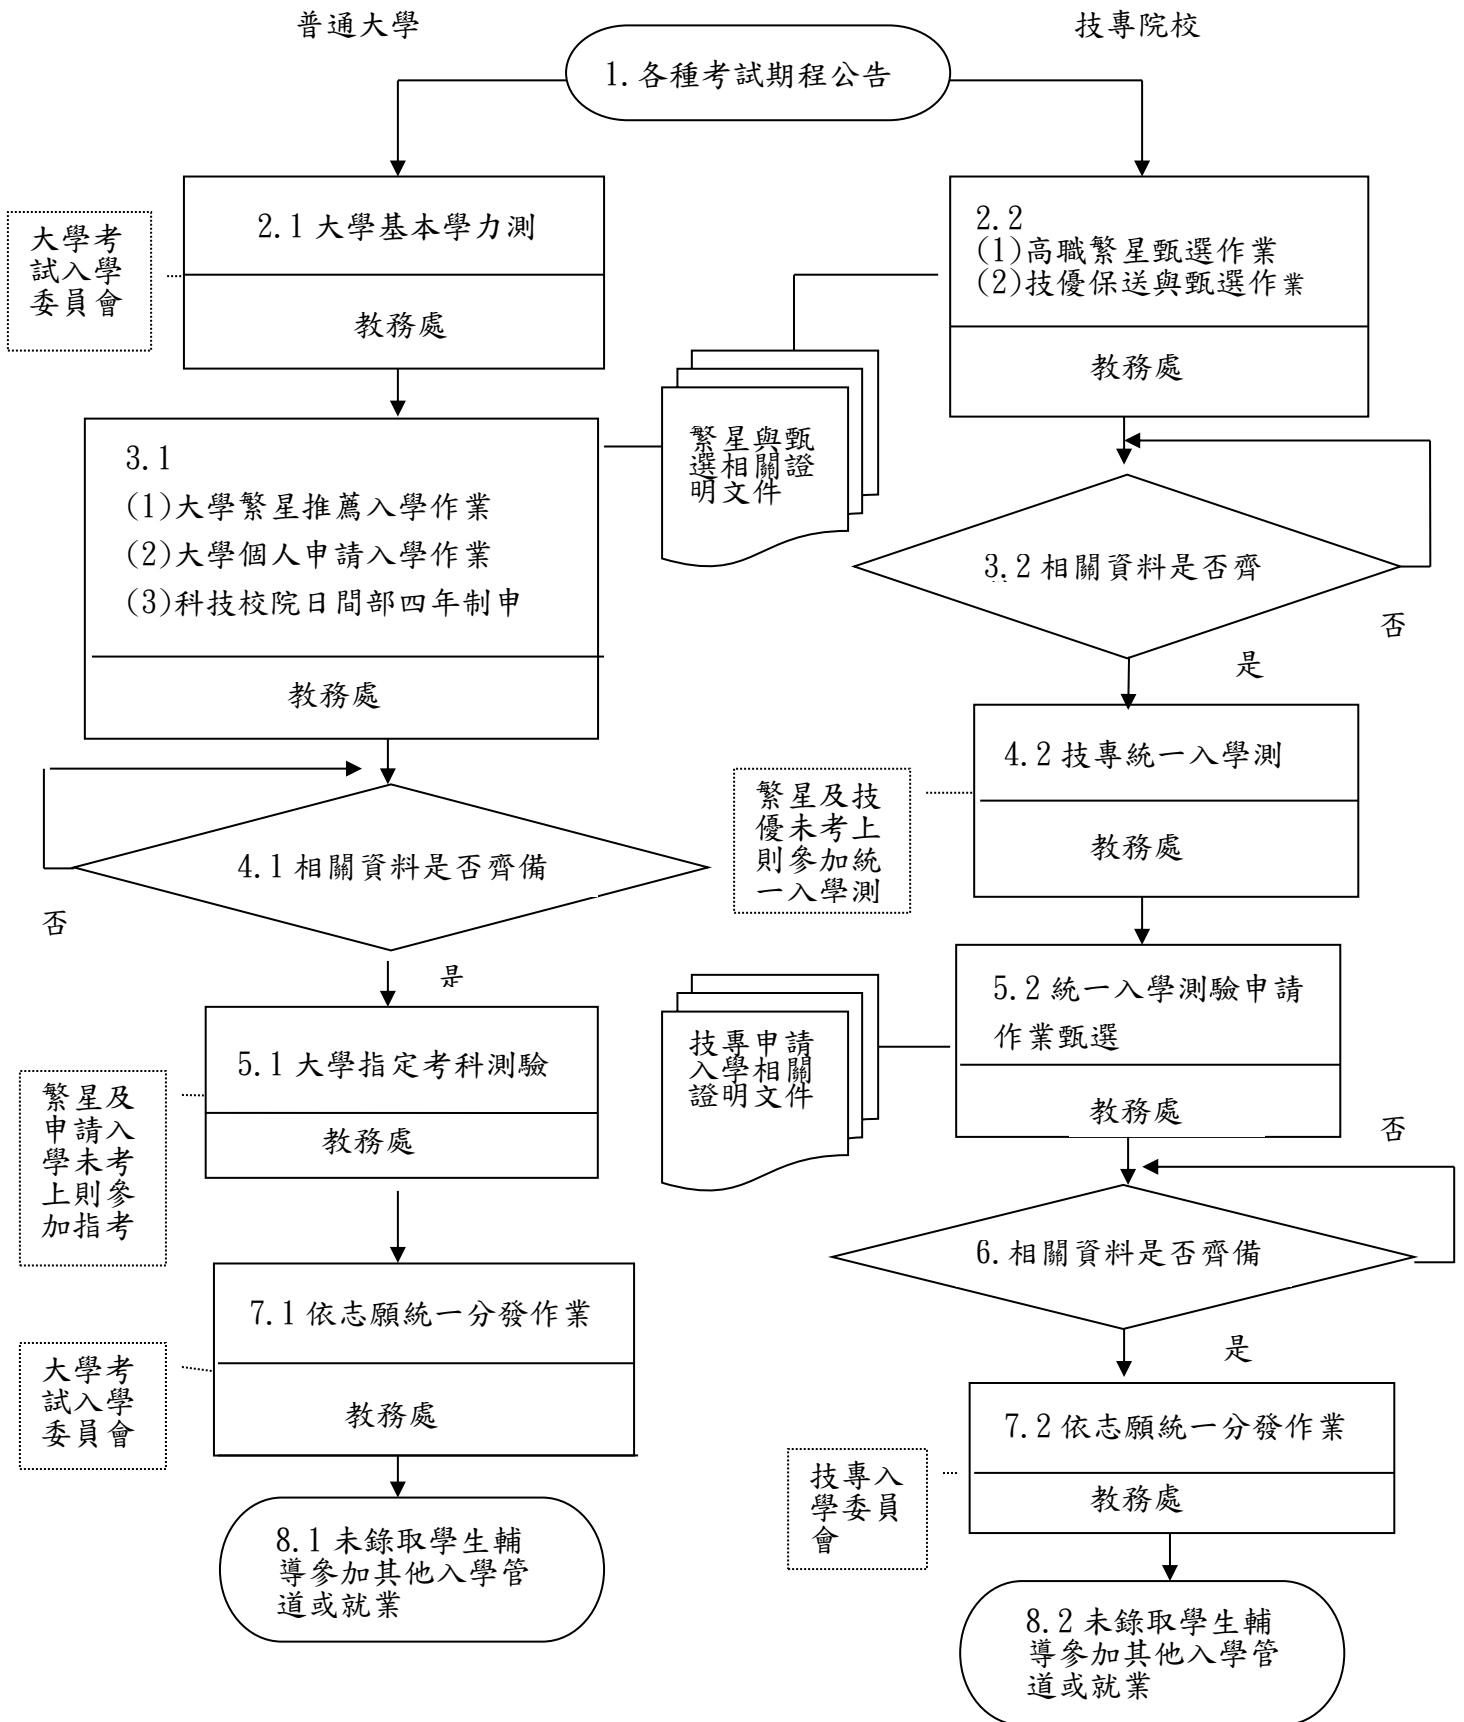 普通大學
技專院校
1.各種考試期程公告
大學考
試入學
委員會
2.1 大學基本學力測
教務處
2.2
(1)高職繁星甄選作業
(2)技優保送與甄選作業
教務處
3.1
(1)大學繁星推薦入學作業
(2)大學個人申請入學作業
(3)科技校院日間部四年制申
教務處
繁星與甄
選相關證
明文件
3.2 相關資料是否齊
否
是
4.1 相關資料是否齊備
否
是
繁星及技
優未考上
則參加統
一入學測
4.2 技專統一入學測
教務處
5.1 大學指定考科測驗
教務處
繁星及
申請入
學未考
上則參
加指考
技專申請
入學相關
證明文件
5.2 統一入學測驗申請
作業甄選
教務處
否
6.相關資料是否齊備
是
7.1 依志願統一分發作業
教務處
大學考
試入學
委員會
7.2 依志願統一分發作業
教務處
技專入
學委員
會
8.1 未錄取學生輔
導參加其他入學管
道或就業
8.2 未錄取學生輔
導參加其他入學管
道或就業